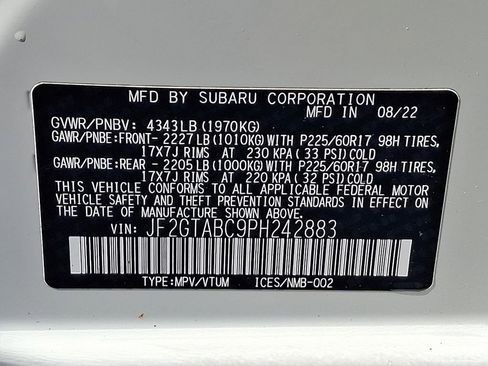 MFD BY SUBARU CORPORATION IN 08/22
GVWR/PNBV: 4343LB(1970KG)
GAWR/PNBE:FRONT-2227LB(1010KG)WITH P225/60R17 98H TIRES,
17X7J RIMS AT 230 KPA(33 PSI)COLD
GAWR/PNBE:REAR-2205LB(1000KG)WITH P225/60R17 98H TIRES,
17X7J RIMS AT 220 KPA(32 PSI)COLD
THIS VEHICLE CONFORMS TO ALL APPLICABLE FEDERAL MOTOR
VEHICLE SAFETY AND THEFT PREVENTION STANDARDS IN EFFECT ON
THE DATE OF MANUFACTURE SHOWN ABOVE.
VIN: JF2GTABC9PH242883
TYPE:MPV/VTUM ICES/NMB-002